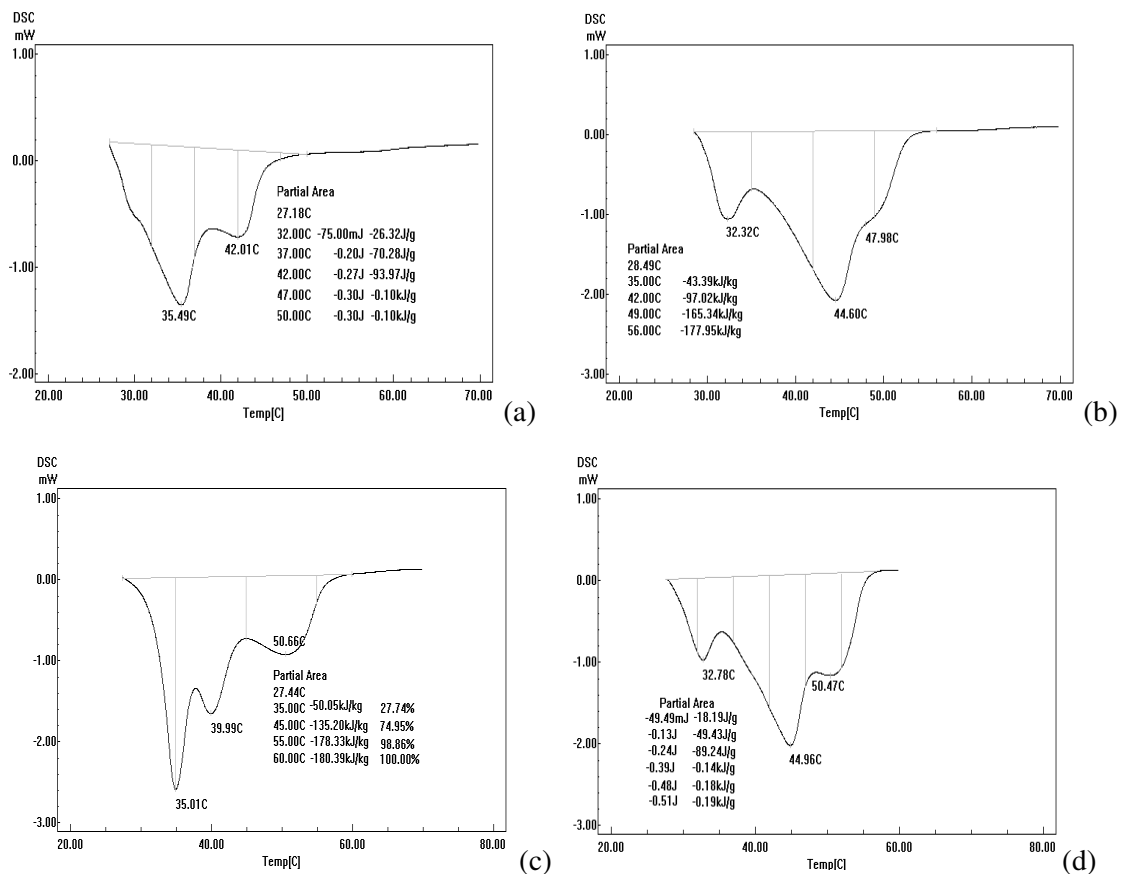 DSC
mW
1.00
0.00
-1.00
-2.00
20.00 30.00 40.00 50.00 60.00 70.00
Temp[C]
35.49C
42.01C
Partial Area
27.18C
32.00C -75.00mJ -26.32J/g
37.00C -0.20J -70.28J/g
42.00C -0.27J -93.97J/g
47.00C -0.30J -0.10kJ/g
50.00C -0.30J -0.10kJ/g
(a)
DSC
mW
1.00
0.00
-1.00
-2.00
-3.00
20.00 30.00 40.00 50.00 60.00 70.00
Temp[C]
32.32C
47.98C
44.60C
Partial Area
28.49C
35.00C -43.39kJ/kg
42.00C -97.02kJ/kg
49.00C -165.34kJ/kg
56.00C -177.95kJ/kg
(b)
DSC
mW
1.00
0.00
-1.00
-2.00
-3.00
20.00 40.00 60.00 80.00
Temp[C]
50.66C
39.99C
35.01C
Partial Area
27.44C
35.00C -50.05kJ/kg 27.74%
45.00C -135.20kJ/kg 74.95%
55.00C -178.33kJ/kg 98.86%
60.00C -180.39kJ/kg 100.00%
(c)
DSC
mW
1.00
0.00
-1.00
-2.00
-3.00
20.00 40.00 60.00 80.00
Temp[C]
32.78C
50.47C
44.96C
Partial Area
-49.49mJ -18.19J/g
-0.13J -49.43J/g
-0.24J -89.24J/g
-0.39J -0.14kJ/g
-0.48J -0.18kJ/g
-0.51J -0.19kJ/g
(d)